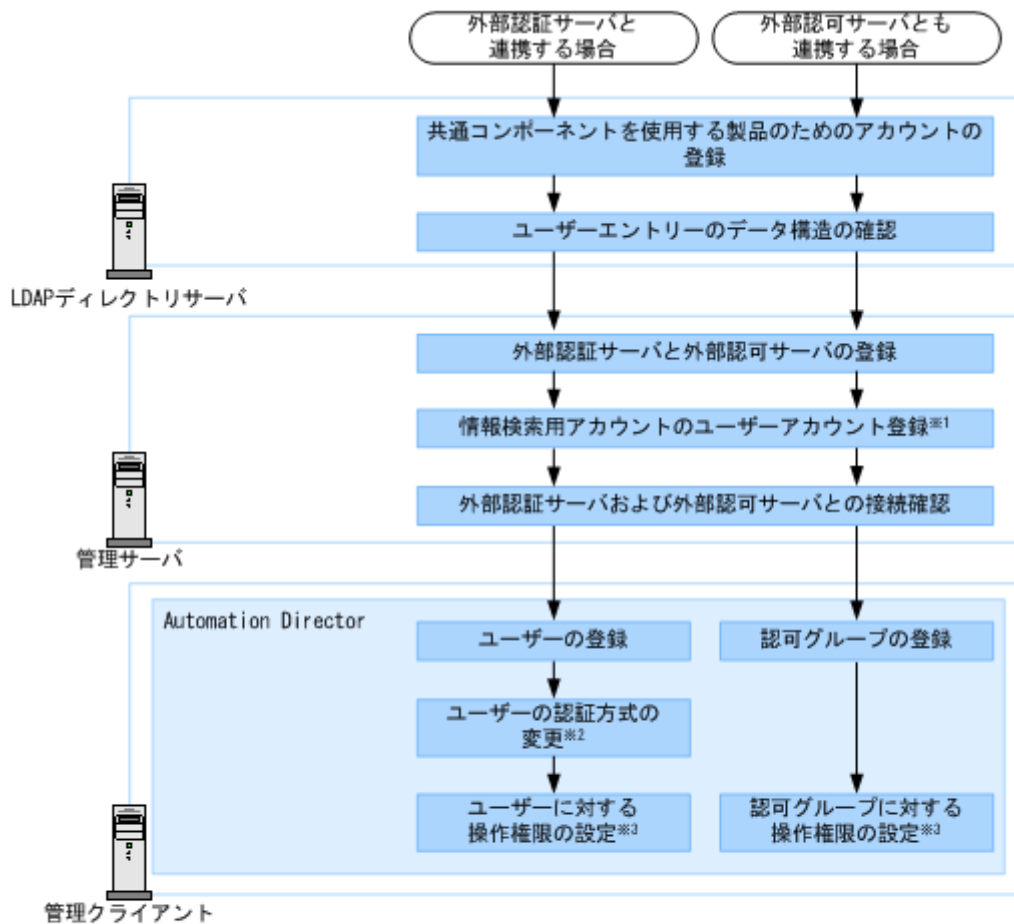 外部認証サーバと
連携する場合
外部認可サーバとも
連携する場合
共通コンポーネントを使用する製品のためのアカウントの
登録
ユーザーエントリーのデータ構造の確認
LDAPディレクトリサーバ
外部認証サーバと外部認可サーバの登録
情報検索用アカウントのユーザーアカウント登録※1
外部認証サーバおよび外部認可サーバとの接続確認
管理サーバ
Automation Director
ユーザーの登録
認可グループの登録
ユーザーの認証方式の
変更※2
ユーザーに対する
操作権限の設定※3
認可グループに対する
操作権限の設定※3
管理クライアント